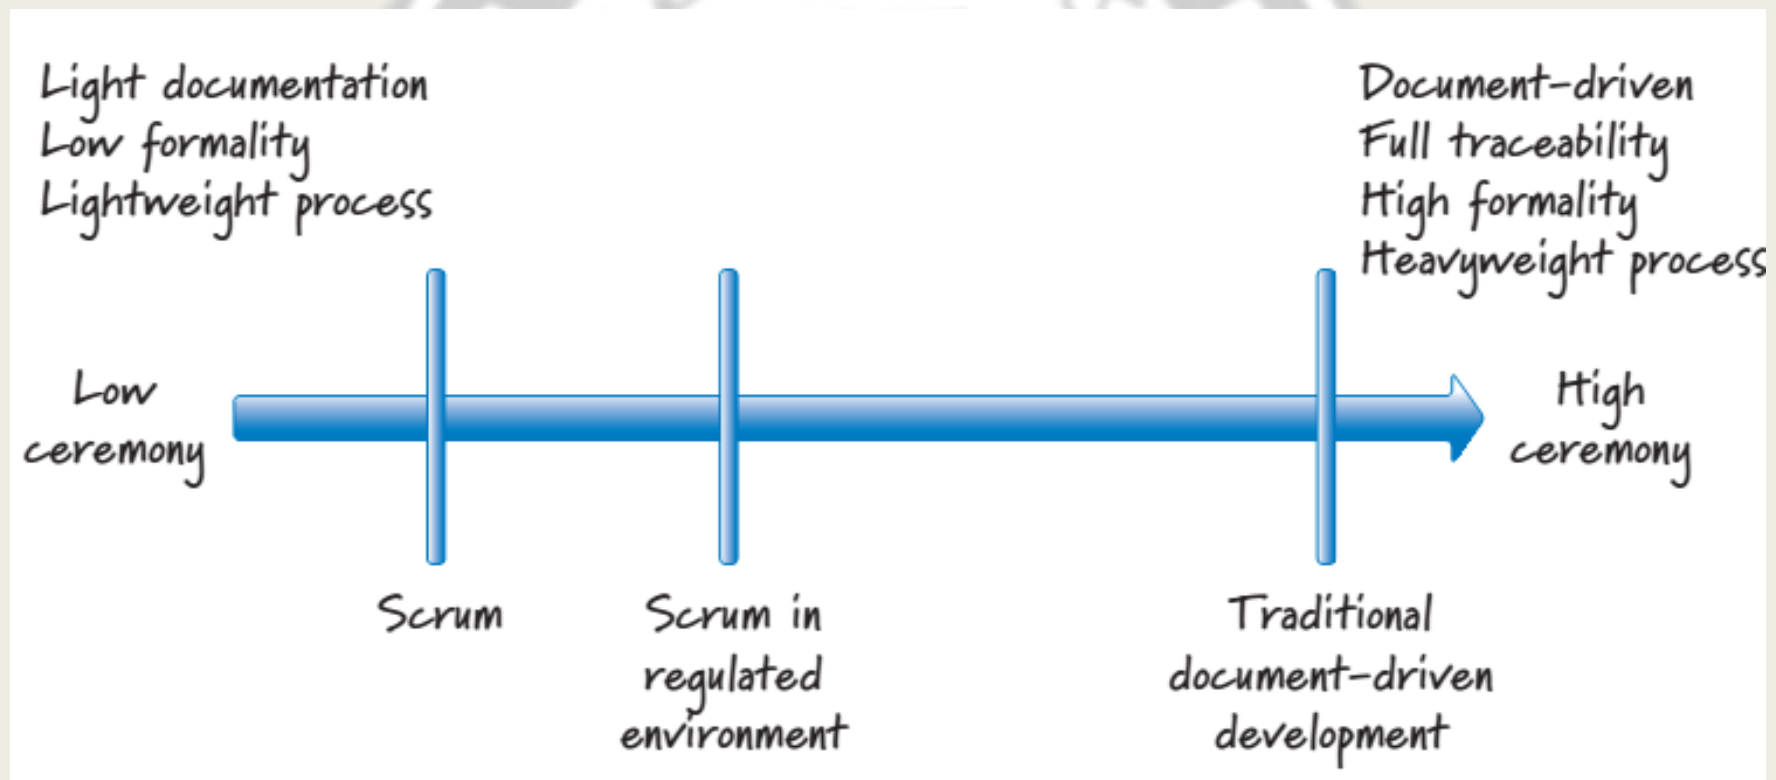 Light documentation
Low formality
Lightweight process
Document-driven
Full traceability
High formality
Heavyweight process
Low
ceremony
High
ceremony
Scrum
Scrum in
regulated
environment
Traditional
document-driven
development